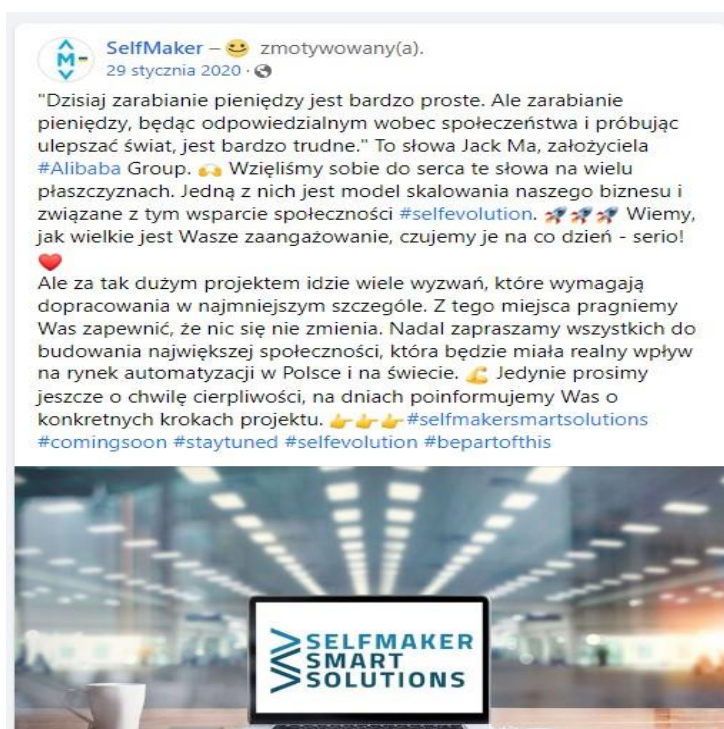 SelfMaker – 😃 zmotywowany(a).
29 stycznia 2020 ·
"Dzisiaj zarabianie pieniędzy jest bardzo proste. Ale zarabianie
pieniędzy, będąc odpowiedzialnym wobec społeczeństwa i próbując
ulepszać świat, jest bardzo trudne." To słowa Jack Ma, założyciela
#Alibaba Group. 🙌 Wzięliśmy sobie do serca te słowa na wielu
płaszczyznach. Jedną z nich jest model skalowania naszego biznesu i
związane z tym wsparcie społeczności #selfevolution. 🚀🚀🚀 Wiemy,
jak wielkie jest Wasze zaangażowanie, czujemy je na co dzień - serio!
❤️
Ale za tak dużym projektem idzie wiele wyzwań, które wymagają
dopracowania w najmniejszym szczególe. Z tego miejsca pragniemy
Was zapewnić, że nic się nie zmienia. Nadal zapraszamy wszystkich do
budowania największej społeczności, która będzie miała realny wpływ
na rynek automatyzacji w Polsce i na świecie. 💪 Jedynie prosimy
jeszcze o chwilę cierpliwości, na dniach poinformujemy Was o
konkretnych krokach projektu. 👉👉👉#selfmakersmartsolutions
#comingsoon #staytuned #selfevolution #bepartofthis
SELFMAKER
SMART
SOLUTIONS